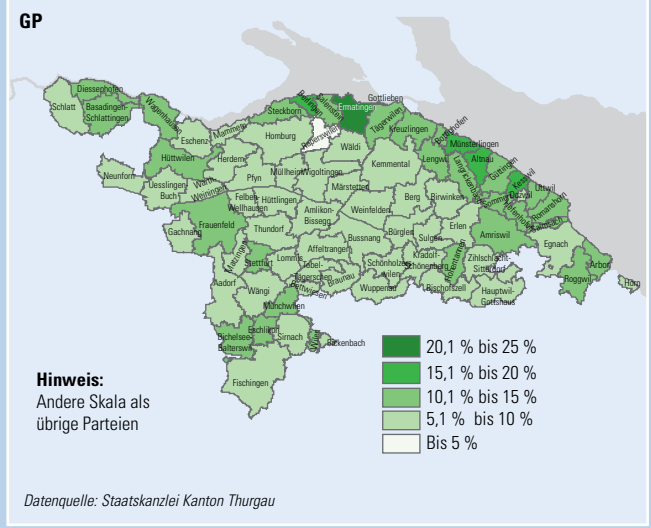 GP
Gottlieben
Diessenhofen
Ermatingen
Berlingen
Salenstein
Schlatt
Basadingen-
Schlattingen
Wagenhausen
Steckborn
Tägerwilen
Kreuzlingen
Bottighofen
Eschenz
Mammern
Homburg
Raperswilen
Wäldi
Münsterlingen
Altnau
Hüttwilen
Herdern
Kemmental
Lengwil
Langrickenbach
Güttingen
Neunforn
Warth-
Weiningen
Pfyn
Müllheim
Wigoltingen
Kesswil
Dozwil
Uttwil
Uesslingen-
Buch
Felben-
Wellhausen
Hüttlingen
Märstetten
Berg
Birwinken
Sommeri
Hefenhofen
Romanshorn
Salmsach
Amlikon-
Bissegg
Weinfelden
Frauenfeld
Gachnang
Thundorf
Bussnang
Bürglen
Sulgen
Erlen
Amriswil
Egnach
Matzingen
Stettfurt
Lommis
Affeltrangen
Schönholzers-
wilen
Kradolf-
Schönenberg
Hohentannen
Zihlschlacht-
Sitterdorf
Arbon
Roggwil
Horn
Aadorf
Wängi
Tobel-
Tägerschen
Bettwiesen
Braunau
Wuppenau
Bischofszell
Hauptwil-
Gottshaus
Münchwilen
Bichelsee-
Balterswil
Eschlikon
Sirnach
Wilen
Rickenbach
Fischingen
20,1 % bis 25 %
15,1 % bis 20 %
10,1 % bis 15 %
5,1 % bis 10 %
Bis 5 %
Hinweis:
Andere Skala als
übrige Parteien
Datenquelle: Staatskanzlei Kanton Thurgau